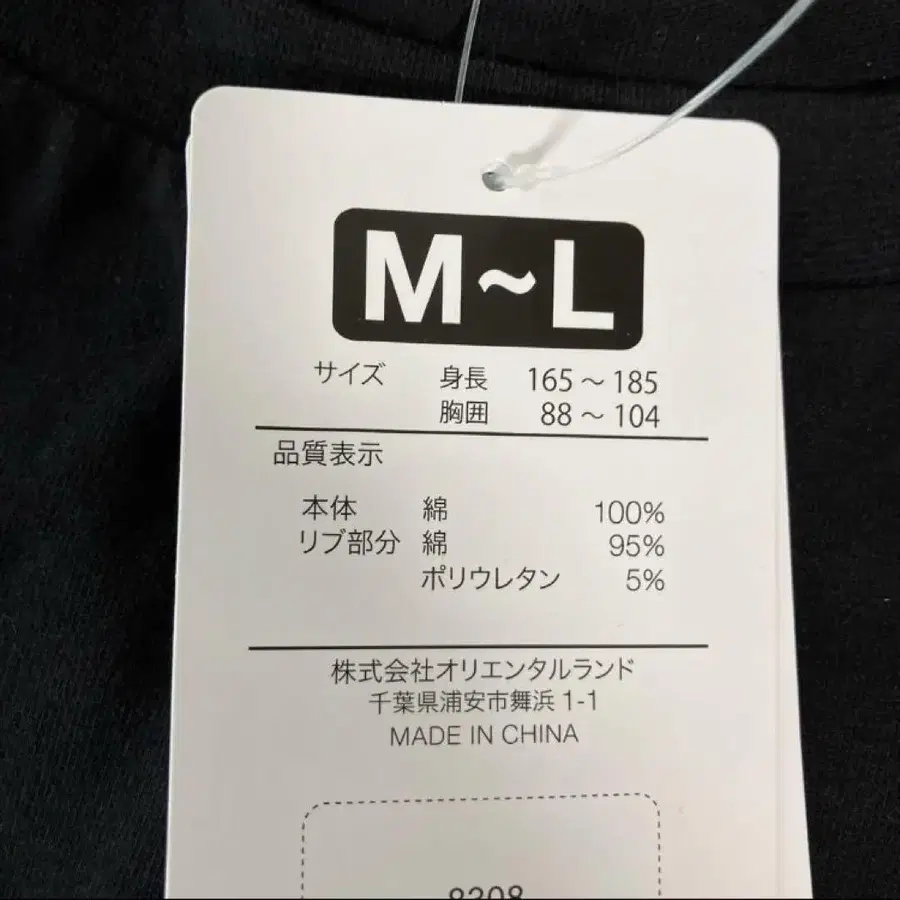 M~L
サイズ 身長 165～185
胸囲 88～104
品質表示
本体 綿 100%
リブ部分 綿 95%
ポリウレタン 5%
株式会社オリエンタルランド
千葉県浦安市舞浜 1-1
MADE IN CHINA